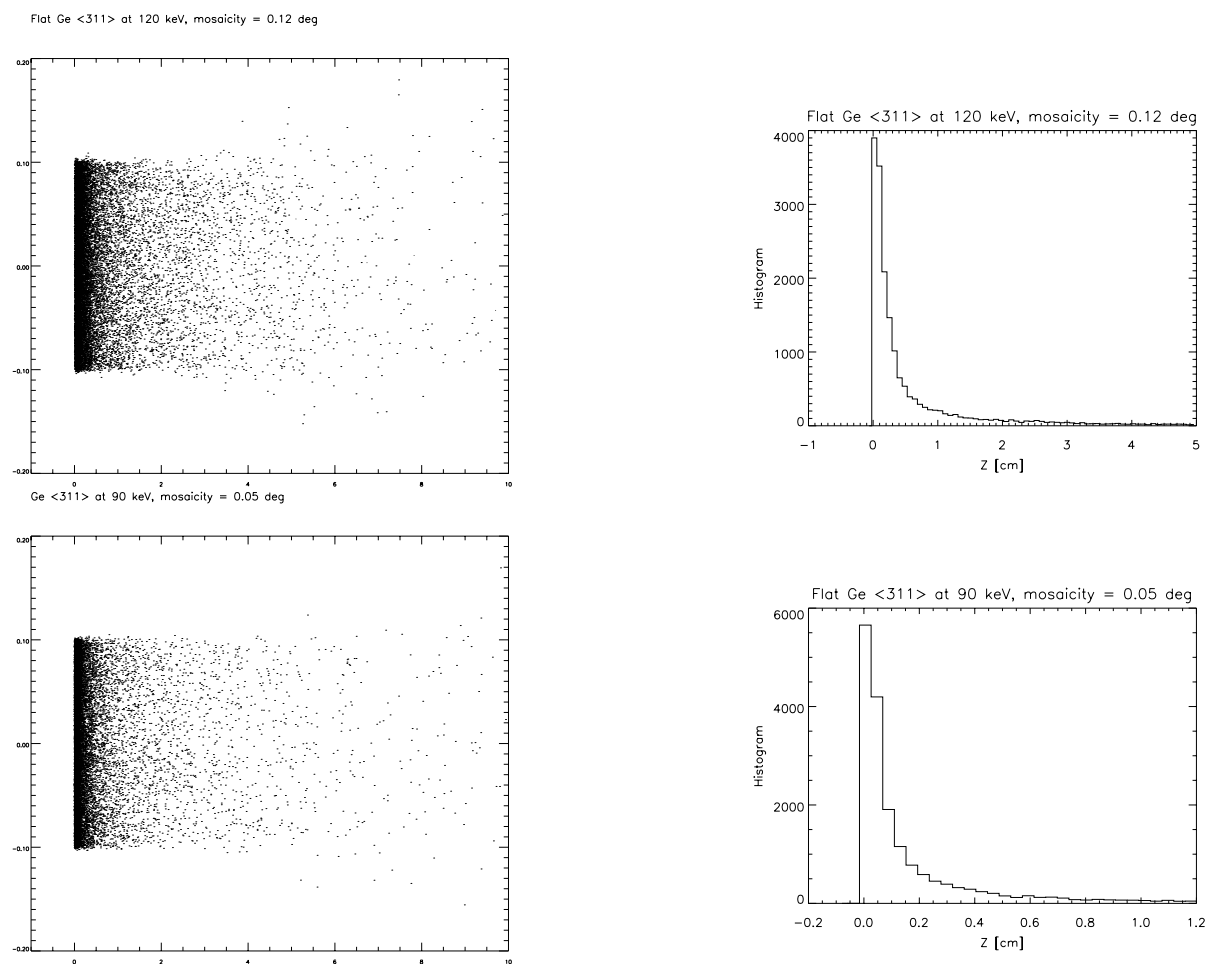 Flat Ge <311> at 120 keV, mosaicity = 0.12 deg
0.20
0.10
0.00
-0.10
-0.20
0 2 4 6 8 10
Flat Ge <311> at 120 keV, mosaicity = 0.12 deg
4000
3000
2000
1000
0
Histogram
-1 0 1 2 3 4 5
Z [cm]
Ge <311> at 90 keV, mosaicity = 0.05 deg
0.20
0.10
0.00
-0.10
-0.20
0 2 4 6 8 10
Flat Ge <311> at 90 keV, mosaicity = 0.05 deg
6000
4000
2000
0
Histogram
-0.2 0.0 0.2 0.4 0.6 0.8 1.0 1.2
Z [cm]